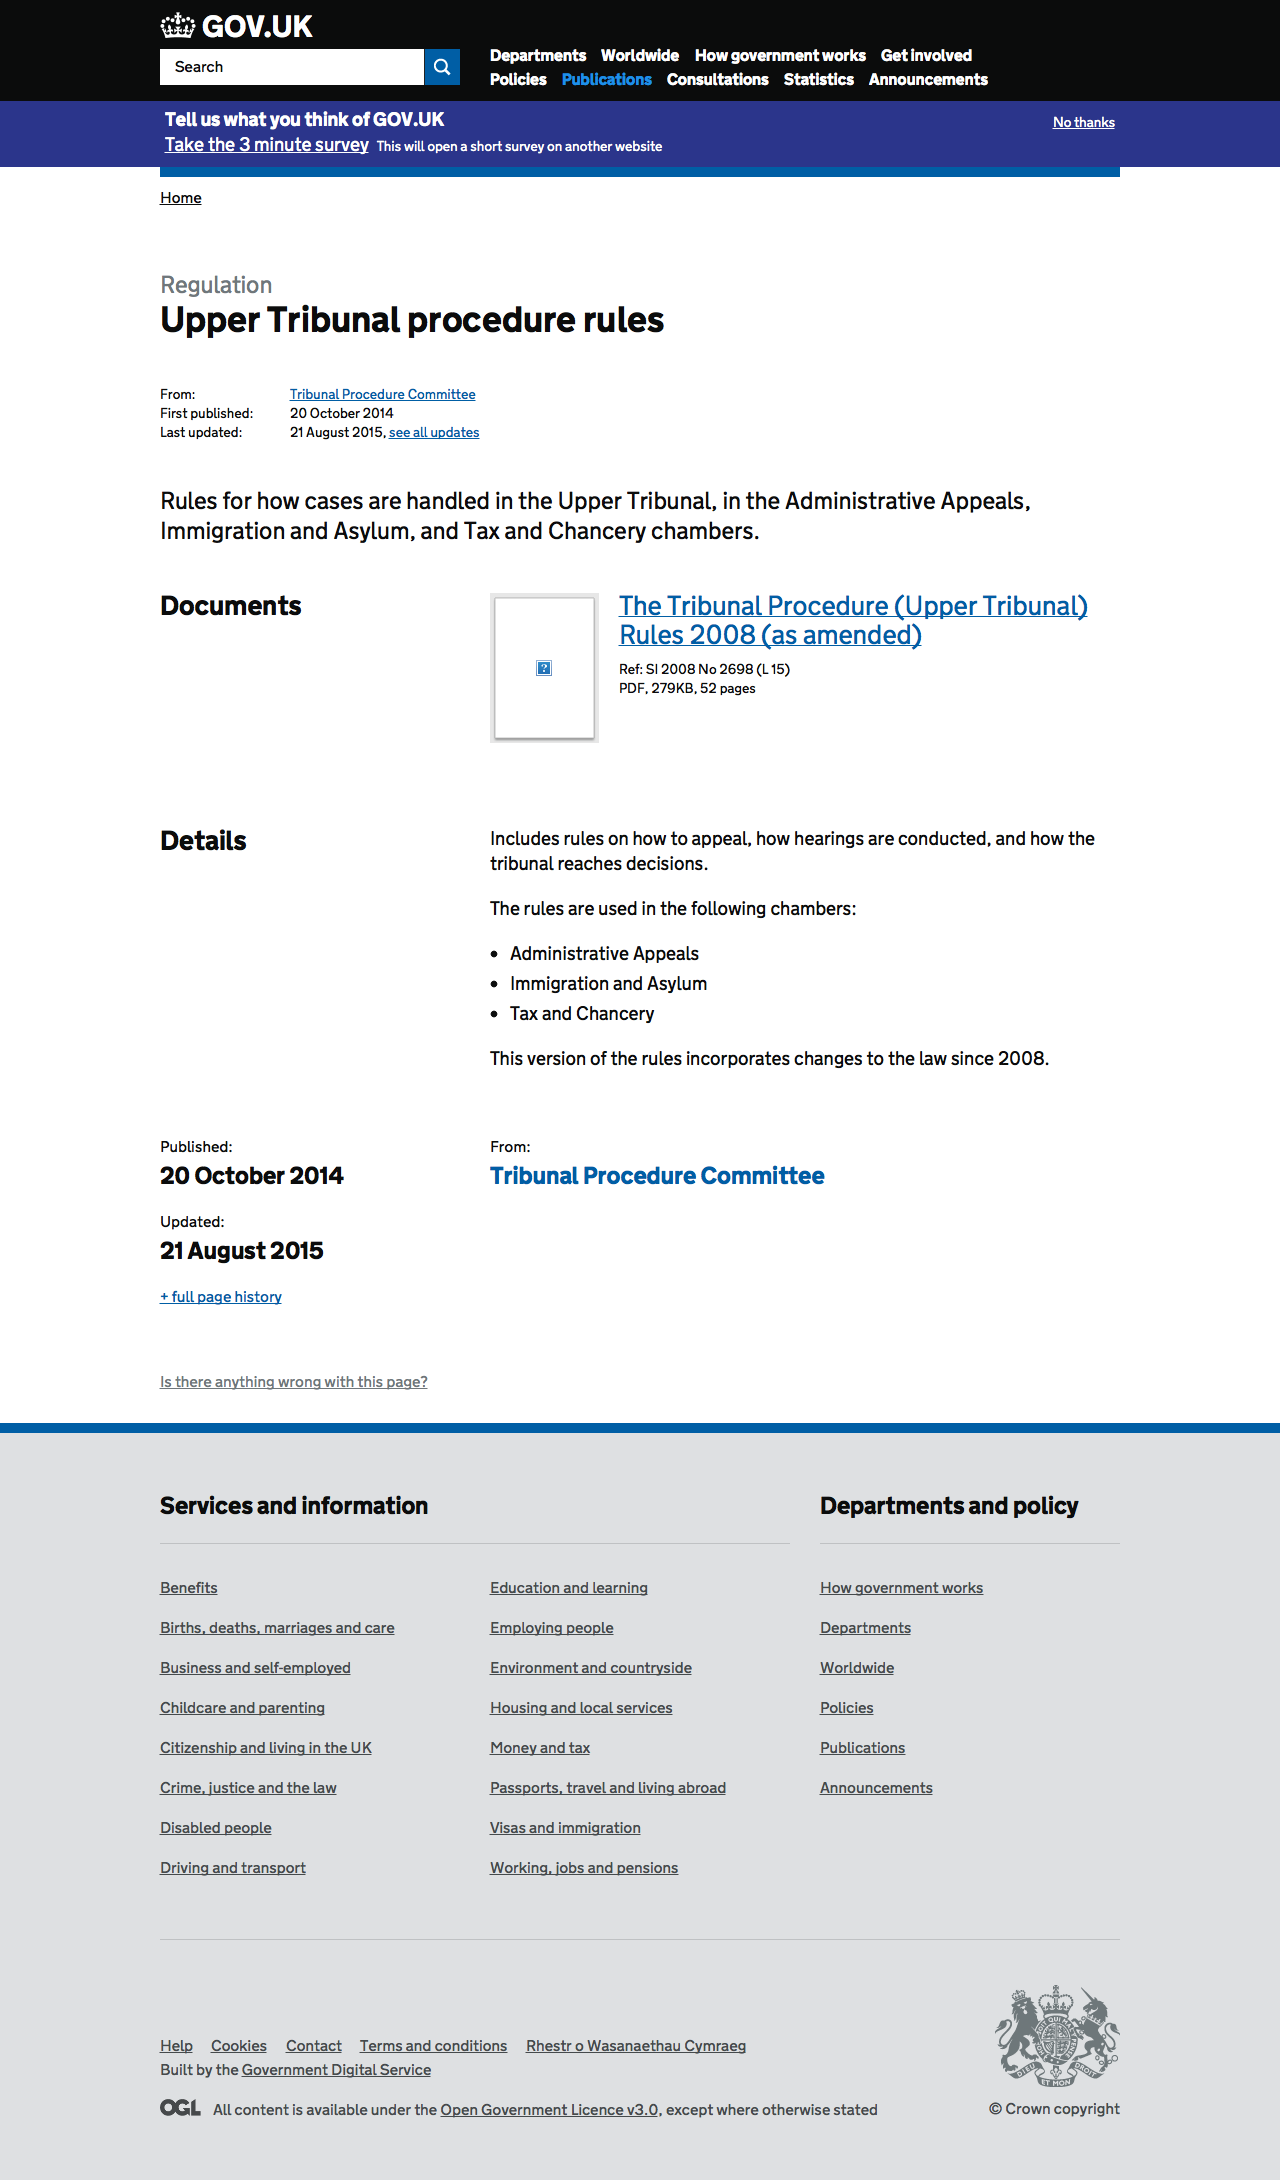 GOV.UK
Search
Departments Worldwide How government works Get involved
Policies Publications Consultations Statistics Announcements
Tell us what you think of GOV.UK
Take the 3 minute survey This will open a short survey on another website
No thanks
Home
Regulation
Upper Tribunal procedure rules
From: Tribunal Procedure Committee
First published: 20 October 2014
Last updated: 21 August 2015, see all updates
Rules for how cases are handled in the Upper Tribunal, in the Administrative Appeals,
Immigration and Asylum, and Tax and Chancery chambers.
Documents
The Tribunal Procedure (Upper Tribunal)
Rules 2008 (as amended)
Ref: SI 2008 No 2698 (L 15)
PDF, 279KB, 52 pages
Details
Includes rules on how to appeal, how hearings are conducted, and how the
tribunal reaches decisions.
The rules are used in the following chambers:
• Administrative Appeals
• Immigration and Asylum
• Tax and Chancery
This version of the rules incorporates changes to the law since 2008.
Published:
20 October 2014
From:
Tribunal Procedure Committee
Updated:
21 August 2015
+ full page history
Is there anything wrong with this page?
Services and information
Benefits
Births, deaths, marriages and care
Business and self-employed
Childcare and parenting
Citizenship and living in the UK
Crime, justice and the law
Disabled people
Driving and transport
Education and learning
Employing people
Environment and countryside
Housing and local services
Money and tax
Passports, travel and living abroad
Visas and immigration
Working, jobs and pensions
Departments and policy
How government works
Departments
Worldwide
Policies
Publications
Announcements
Help Cookies Contact Terms and conditions Rhestr o Wasanaethau Cymraeg
Built by the Government Digital Service
OGL All content is available under the Open Government Licence v3.0, except where otherwise stated
DIEU ET MON DROIT
© Crown copyright